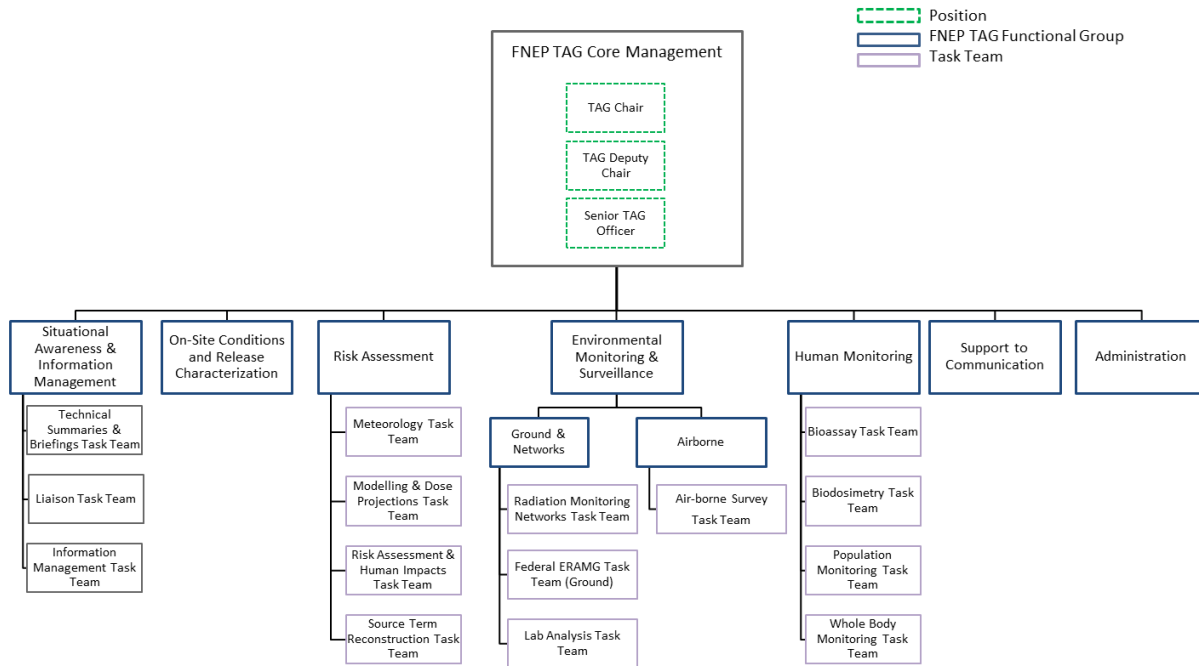 Position
FNEP TAG Functional Group
Task Team
FNEP TAG Core Management
TAG Chair
TAG Deputy
Chair
Senior TAG
Officer
Situational
Awareness &
Information
Management
On-Site Conditions
and Release
Characterization
Risk Assessment
Environmental
Monitoring &
Surveillance
Human Monitoring
Support to
Communication
Administration
Technical
Summaries &
Briefings Task Team
Liaison Task Team
Information
Management Task
Team
Meteorology Task
Team
Modelling & Dose
Projections Task
Team
Risk Assessment &
Human Impacts
Task Team
Source Term
Reconstruction Task
Team
Ground &
Networks
Radiation Monitoring
Networks Task Team
Federal ERAMG Task
Team (Ground)
Lab Analysis Task
Team
Airborne
Air-borne Survey
Task Team
Bioassay Task Team
Biodosimetry Task
Team
Population
Monitoring Task
Team
Whole Body
Monitoring Task
Team